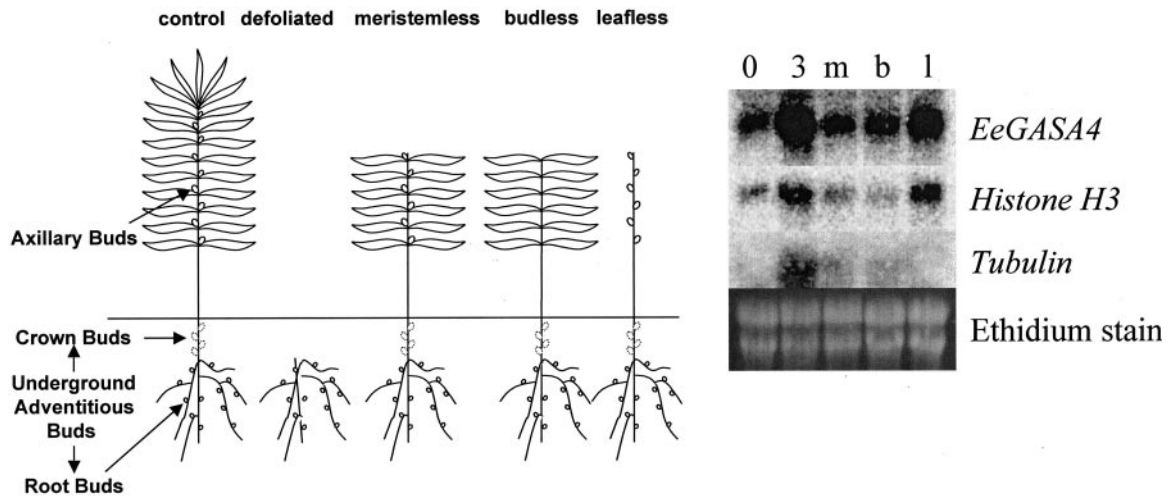 control defoliated meristemless budless leafless
Axillary Buds
Crown Buds
Underground
Adventitious
Buds
Root Buds
0 3 m b l
EeGASA4
Histone H3
Tubulin
Ethidium stain